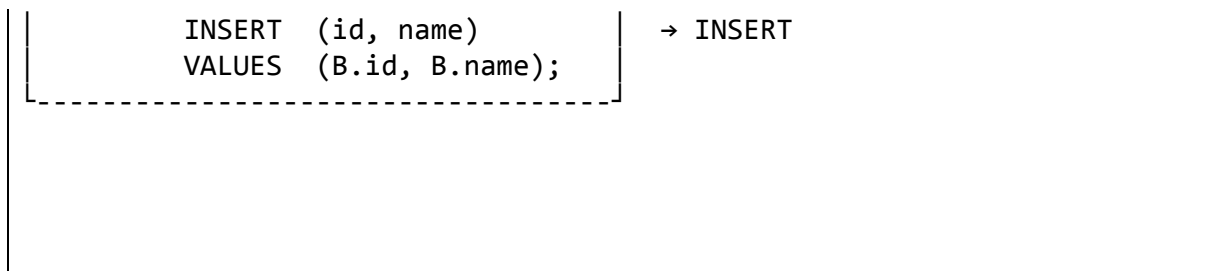 │         INSERT  (id, name)        │  → INSERT
│         VALUES  (B.id, B.name);   │
└-----------------------------------┘